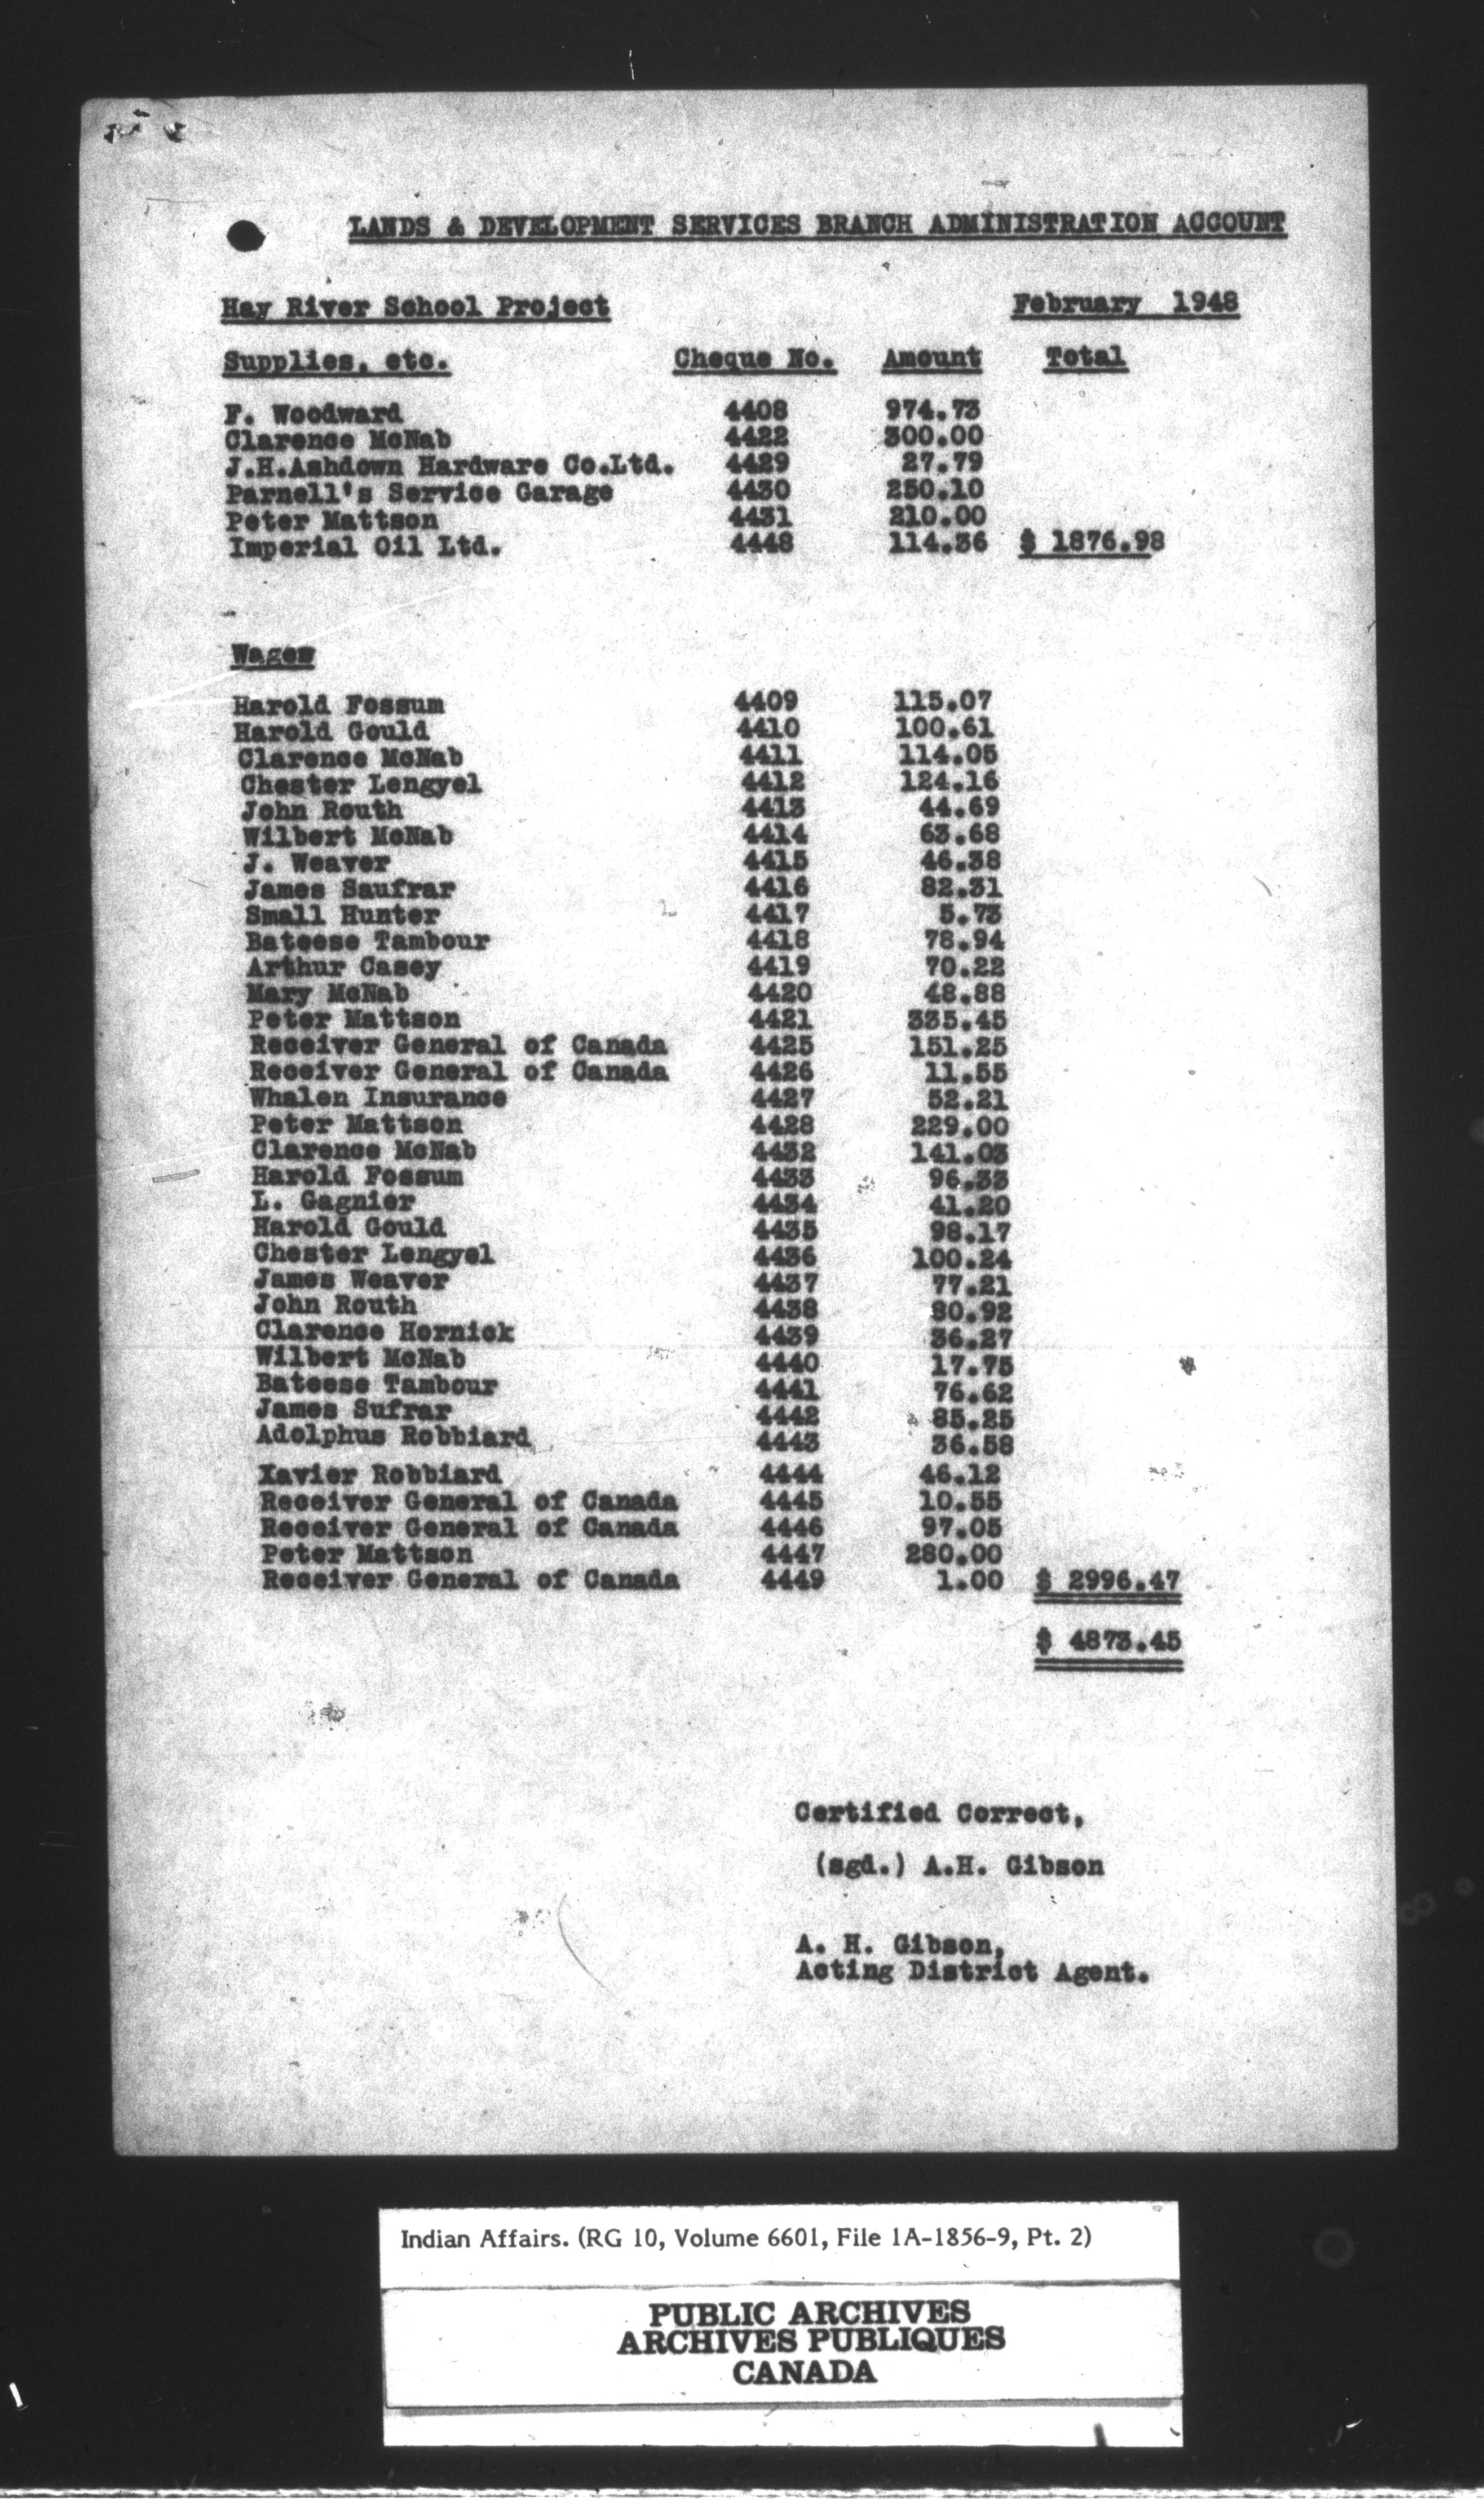 LANDS & DEVELOPMENT SERVICES BRANCH ADMINISTRATION ACCOUNT
Hay River School Project February 1948
Supplies, etc. Cheque No. Amount Total
F. Woodward 4408 974.73
Clarence McNab 4422 300.00
J.H.Ashdown Hardware Co.Ltd. 4429 27.79
Parnell's Service Garage 4430 250.10
Peter Mattson 4431 210.00
Imperial Oil Ltd. 4448 114.36 $ 1876.98
Wages
Harold Fossum 4409 115.07
Harold Gould 4410 100.61
Clarence McNab 4411 114.05
Chester Lengyel 4412 124.16
John Routh 4413 44.69
Wilbert McNab 4414 63.68
J. Weaver 4415 46.38
James Saufrar 4416 82.31
Small Hunter 4417 5.73
Bateese Tambour 4418 78.94
Arthur Casey 4419 70.22
Mary McNab 4420 48.88
Peter Mattson 4421 335.45
Receiver General of Canada 4425 151.25
Receiver General of Canada 4426 11.55
Whalen Insurance 4427 52.21
Peter Mattson 4428 229.00
Clarence McNab 4432 141.03
Harold Fossum 4433 96.33
L. Gagnier 4434 41.20
Harold Gould 4435 98.17
Chester Lengyel 4436 100.24
James Weaver 4437 77.21
John Routh 4438 80.92
Clarence Hornick 4439 36.27
Wilbert McNab 4440 17.75
Bateese Tambour 4441 76.62
James Sufrar 4442 85.25
Adolphus Robbiard 4443 36.58
Xavier Robbiard 4444 46.12
Receiver General of Canada 4445 10.55
Receiver General of Canada 4446 97.05
Peter Mattson 4447 280.00
Receiver General of Canada 4449 1.00 $ 2996.47
$ 4873.45
Certified Correct,
(sgd.) A.H. Gibson
A. H. Gibson,
Acting District Agent.
Indian Affairs. (RG 10, Volume 6601, File 1A-1856-9, Pt. 2)
PUBLIC ARCHIVES
ARCHIVES PUBLIQUES
CANADA